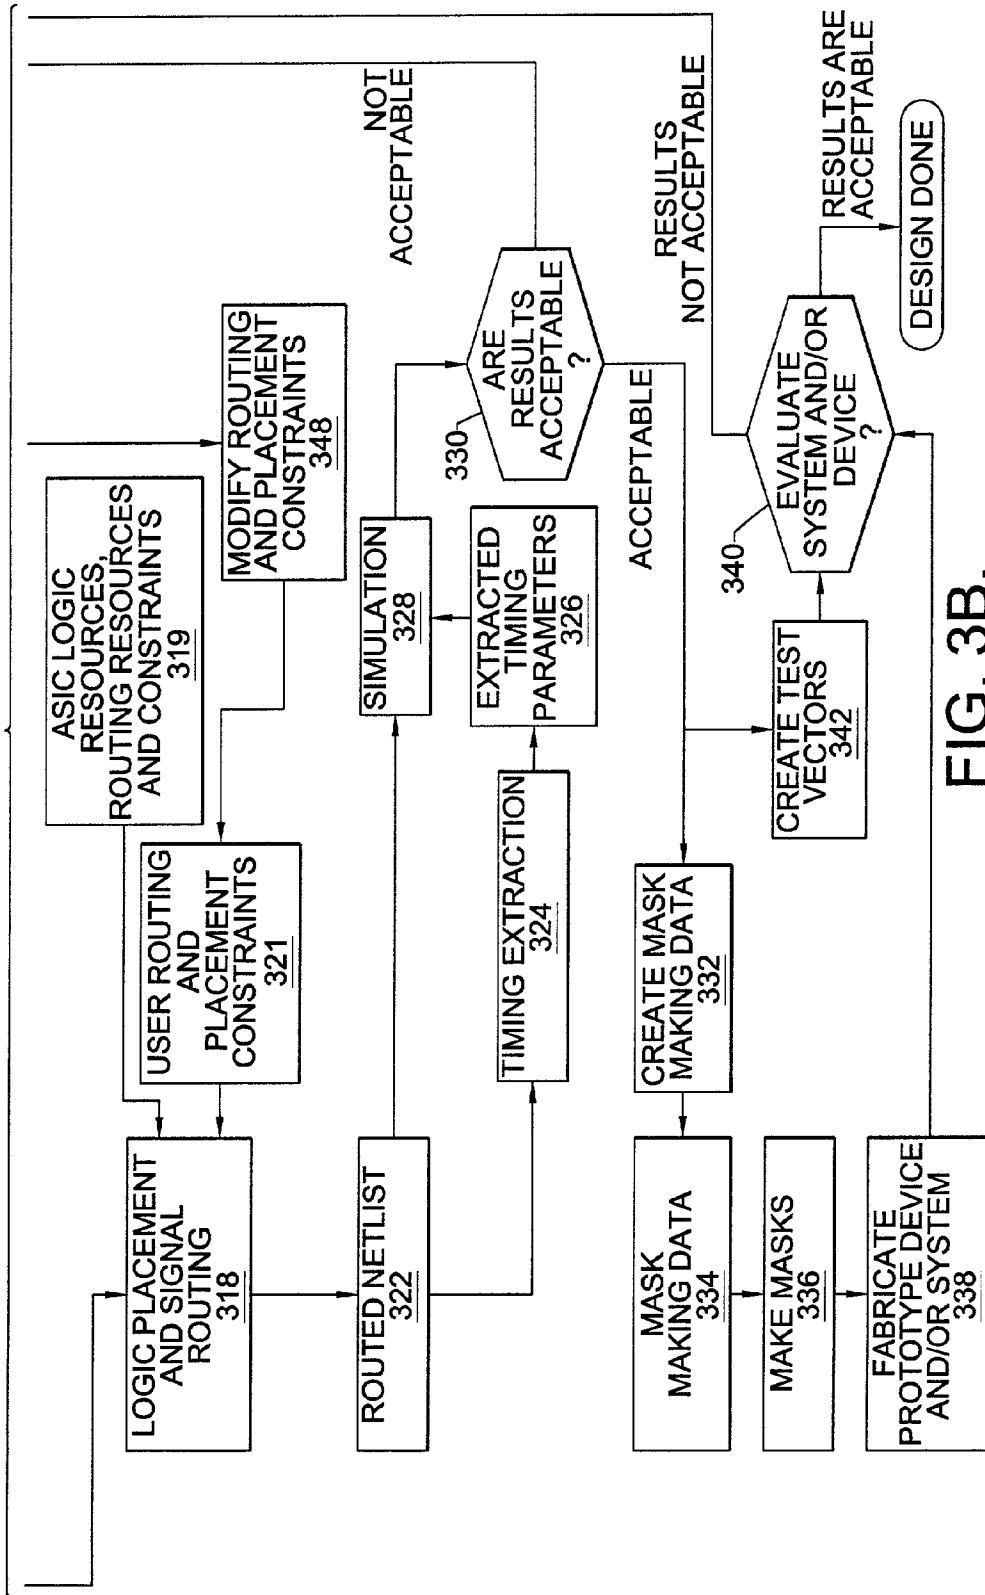 ASIC LOGIC
RESOURCES,
ROUTING RESOURCES
AND CONSTRAINTS
319
LOGIC PLACEMENT
AND SIGNAL
ROUTING
318
USER ROUTING
AND
PLACEMENT
CONSTRAINTS
321
MODIFY ROUTING
AND PLACEMENT
CONSTRAINTS
348
ROUTED NETLIST
322
SIMULATION
328
NOT
ACCEPTABLE
TIMING EXTRACTION
324
EXTRACTED
TIMING
PARAMETERS
326
330
ARE
RESULTS
ACCEPTABLE
?
ACCEPTABLE
MASK
MAKING DATA
334
CREATE MASK
MAKING DATA
332
RESULTS
NOT ACCEPTABLE
MAKE MASKS
336
CREATE TEST
VECTORS
342
340
EVALUATE
SYSTEM AND/OR
DEVICE
?
RESULTS ARE
ACCEPTABLE
FABRICATE
PROTOTYPE DEVICE
AND/OR SYSTEM
338
DESIGN DONE
FIG. 3B.